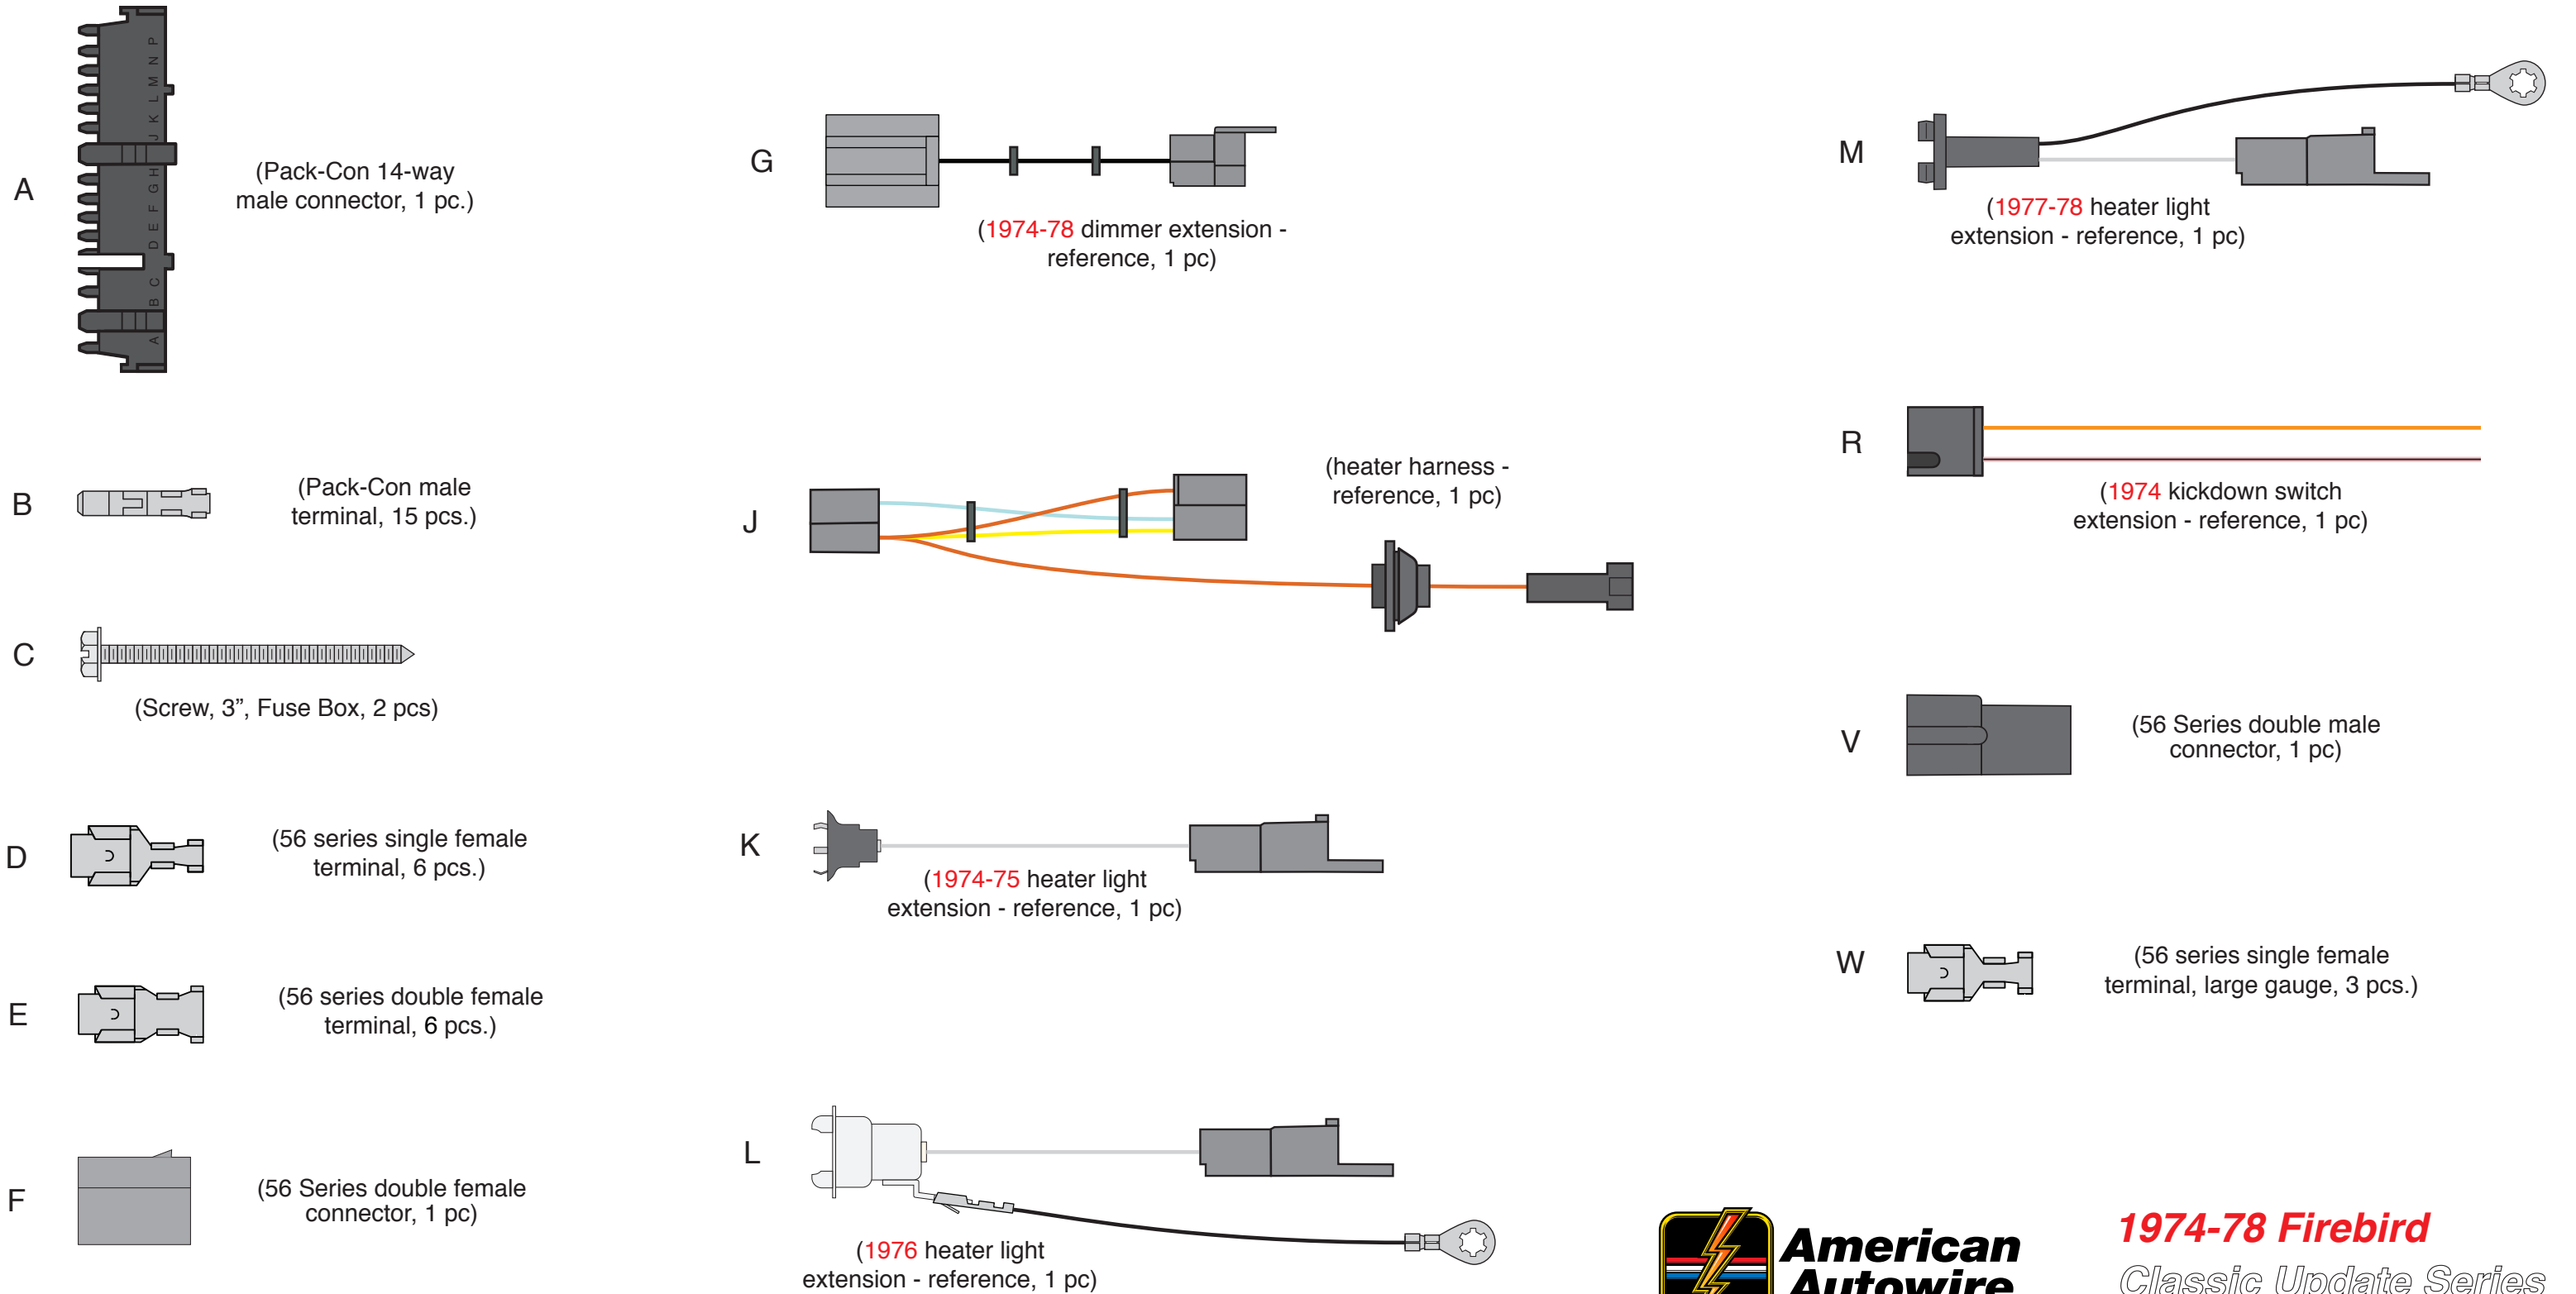 A
P
N
M
L
K
J
H
G
F
E
D
C
B
A
(Pack-Con 14-way
male connector, 1 pc.)
B
(Pack-Con male
terminal, 15 pcs.)
C
(Screw, 3”, Fuse Box, 2 pcs)
D
(56 series single female
terminal, 6 pcs.)
E
(56 series double female
terminal, 6 pcs.)
F
(56 Series double female
connector, 1 pc)
G
(1974-78 dimmer extension -
reference, 1 pc)
J
(heater harness -
reference, 1 pc)
K
(1974-75 heater light
extension - reference, 1 pc)
L
(1976 heater light
extension - reference, 1 pc)
M
(1977-78 heater light
extension - reference, 1 pc)
R
(1974 kickdown switch
extension - reference, 1 pc)
V
(56 Series double male
connector, 1 pc)
W
(56 series single female
terminal, large gauge, 3 pcs.)
American
Autowire
1974-78 Firebird
Classic Update Series